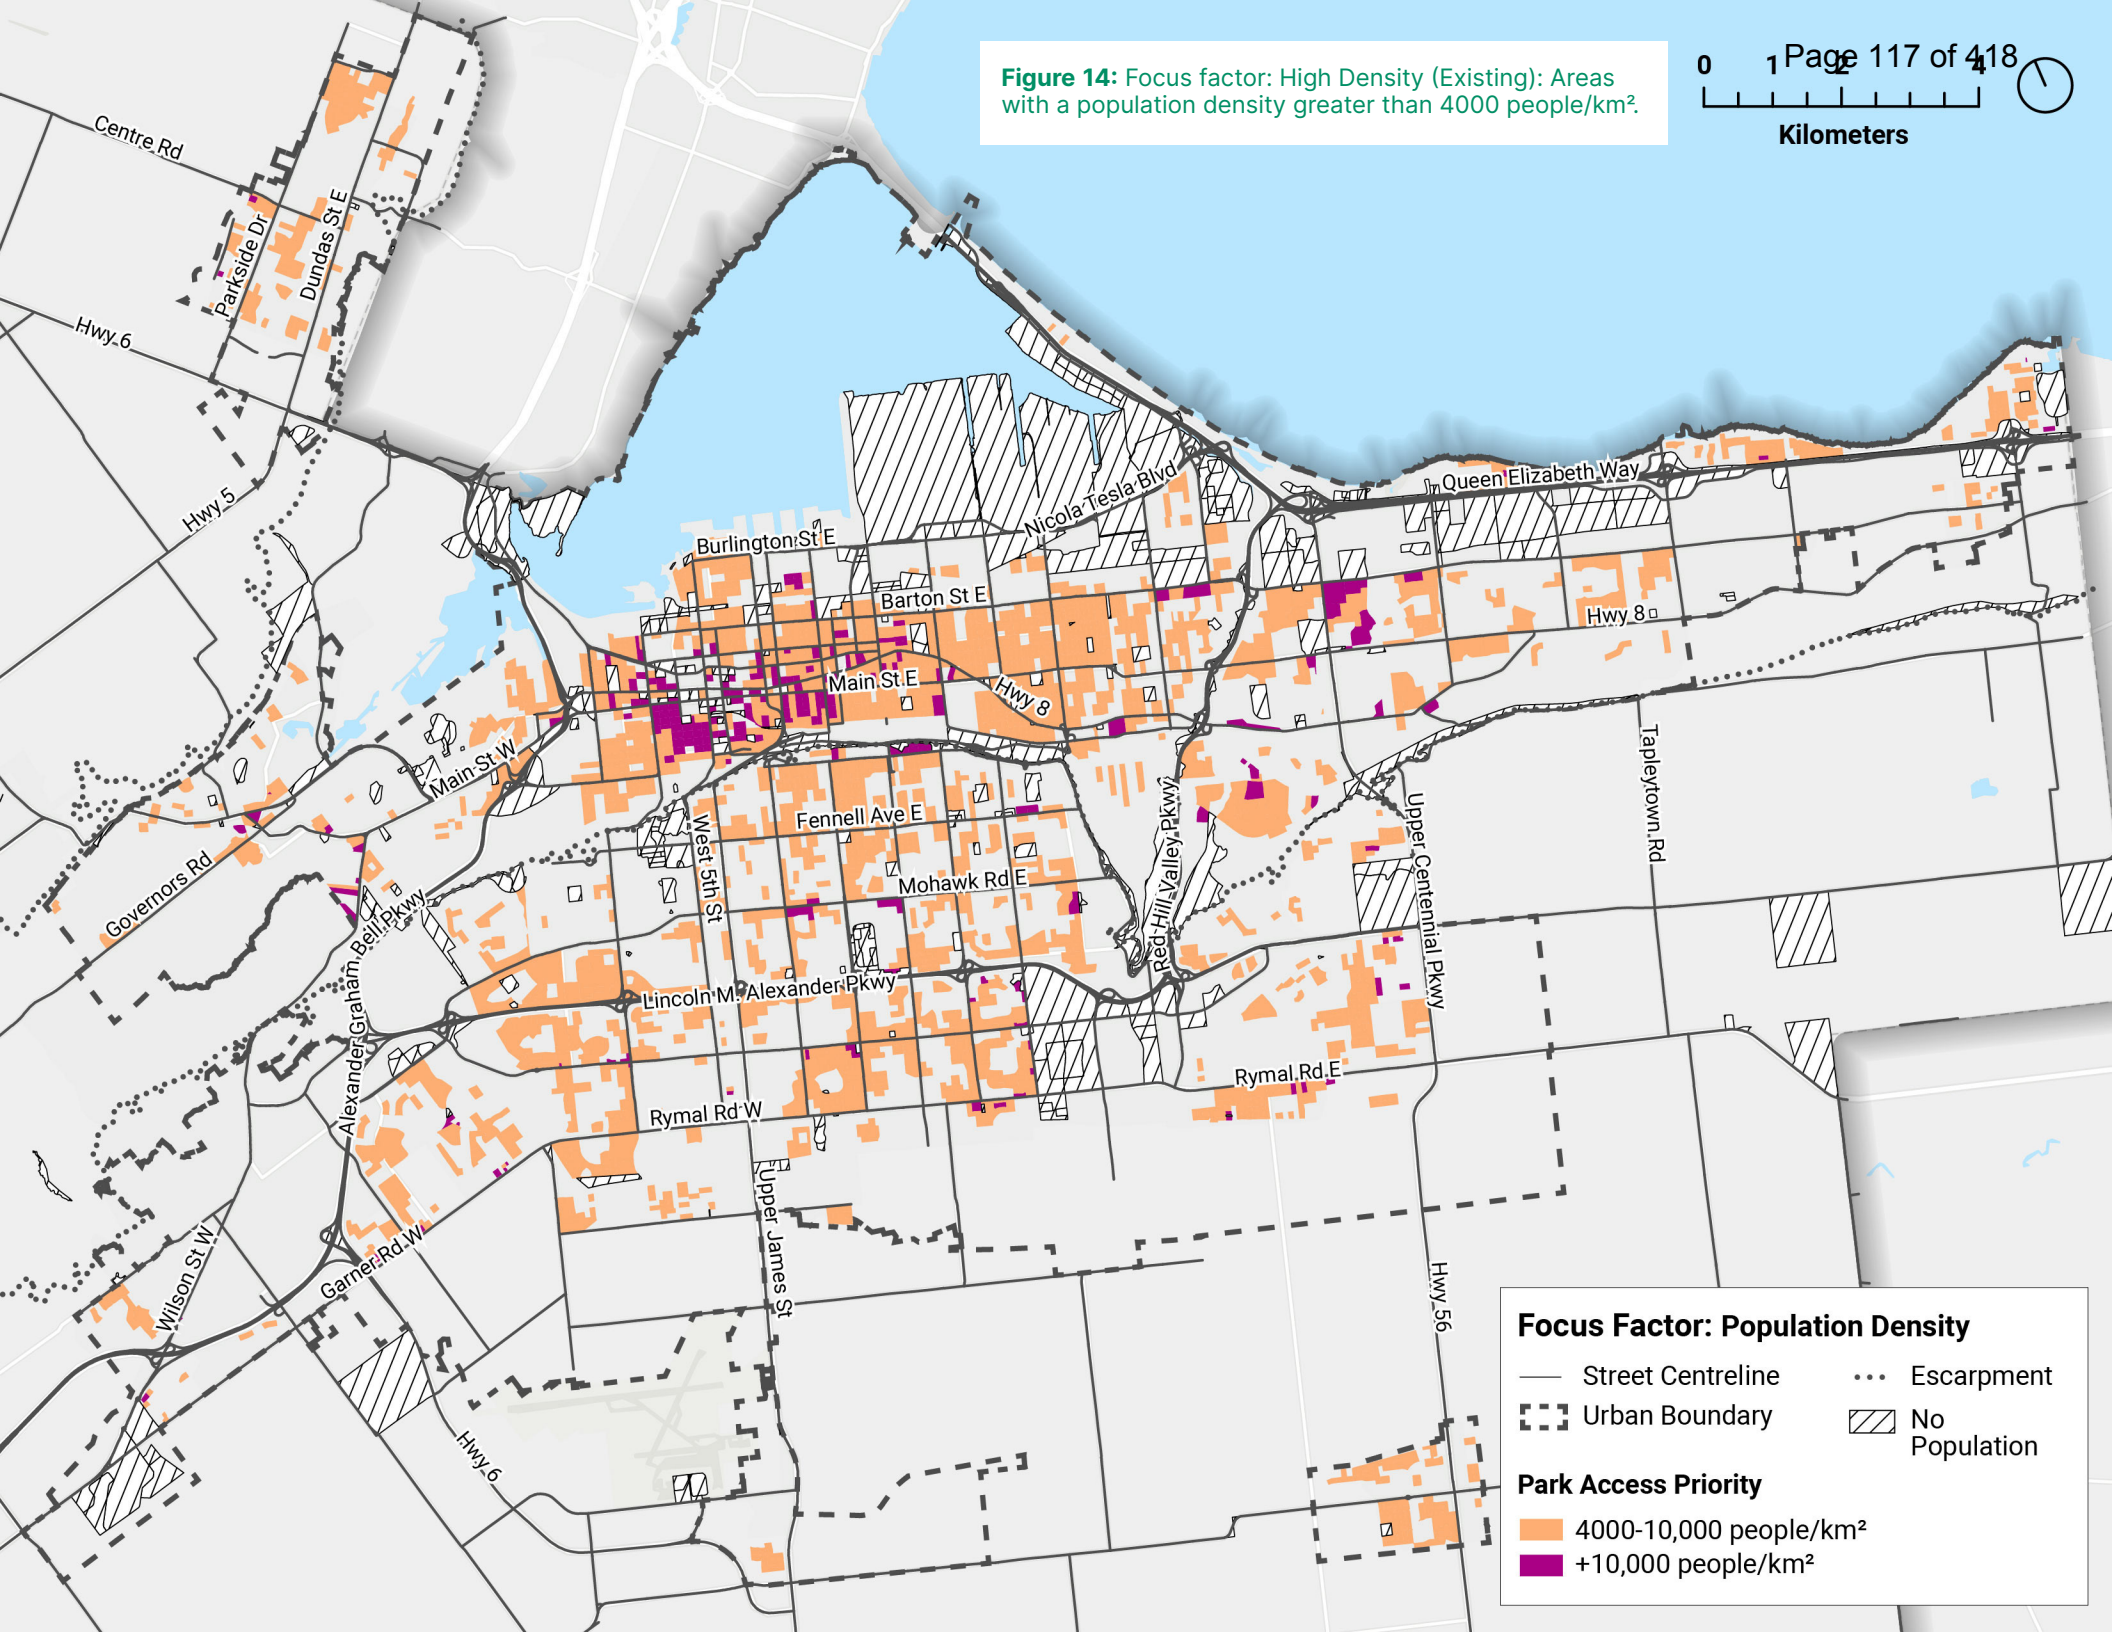 Figure 14: Focus factor: High Density (Existing): Areas
with a population density greater than 4000 people/km².
Page 117 of 418
0 1 2 4
Kilometers
Centre Rd
Parkside Dr
Dundas St E
Hwy 6
Hwy 5
Burlington St E
Nicola Tesla Blvd
Queen Elizabeth Way
Barton St E
Hwy 8
Main St E
Hwy 8
Main St W
Governors Rd
Fennell Ave E
West 5th St
Mohawk Rd E
Red Hill Valley Pkwy
Upper Centennial Pkwy
Tapleytown Rd
Alexander Graham Bell Pkwy
Lincoln M. Alexander Pkwy
Rymal Rd E
Rymal Rd W
Upper James St
Garner Rd W
Wilson St W
Hwy 6
Hwy 56
Focus Factor: Population Density
Street Centreline
Escarpment
Urban Boundary
No
Population
Park Access Priority
4000-10,000 people/km²
+10,000 people/km²